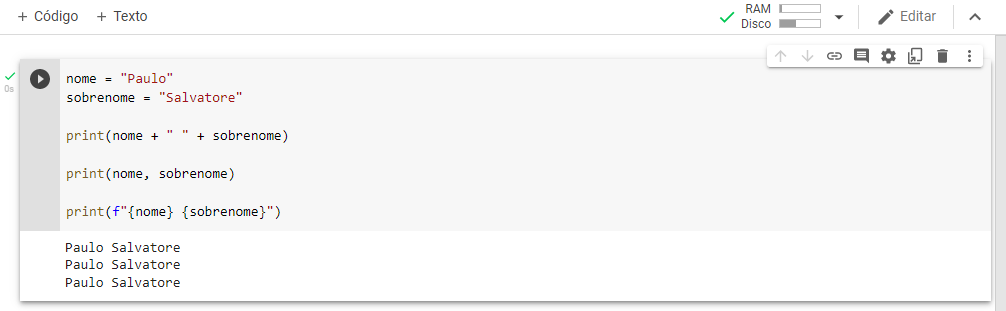 + Código + Texto
RAM
Disco
Editar
0s
nome = "Paulo"
sobrenome = "Salvatore"
print(nome + " " + sobrenome)
print(nome, sobrenome)
print(f"{nome} {sobrenome}")
Paulo Salvatore
Paulo Salvatore
Paulo Salvatore